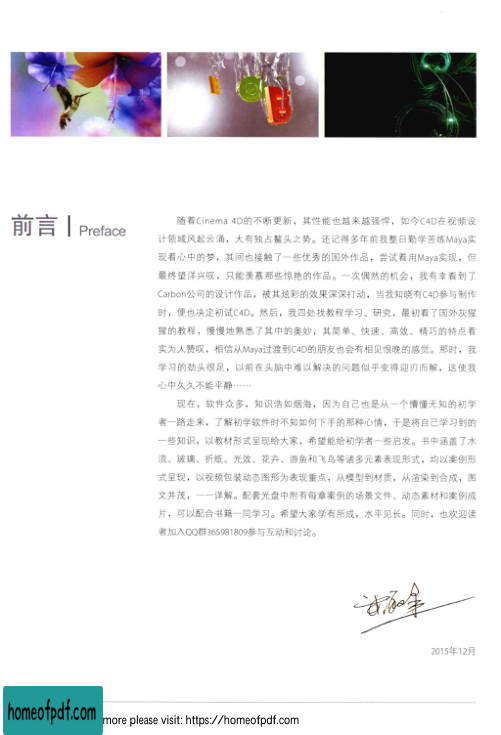 前言
Preface
随着Cinema 4D的不断更新，其性能也越来越强悍，如今C4D在视频设
计领域风起云涌，大有独占鳌头之势。还记得多年前我整日勤学苦练Maya实
现着心中的梦，其间也接触了一些优秀的国外作品，尝试着用Maya实现，但
最终望洋兴叹，只能羡慕那些惊艳的作品。一次偶然的机会，我有幸看到了
Carbon公司的设计作品，被其炫彩的效果深深打动，当我知晓有C4D参与制作
时，便也决定初试C4D。然后，我四处找教程学习、研究，最初看了国外灰猩
猩的教程，慢慢地熟悉了其中的奥妙，其简单、快速、高效、精巧的特点着
实为人赞叹，相信从Maya过渡到C4D的朋友也会有相见恨晚的感觉。那时，我
学习的劲头很足，以前在头脑中难以解决的问题似乎变得迎刃而解，这使我
心中久久不能平静……
现在，软件众多，知识浩如烟海，因为自己也是从一个懵懂无知的初学
者一路走来，了解初学软件时不知如何下手的那种心情，于是将自己学习到的
一些知识，以教材形式呈现给大家，希望能给初学者一些启发。书中涵盖了水
流、玻璃、折纸、光效、花卉、游鱼和飞鸟等诸多元素表现形式，均以案例形
式呈现，以视频包装动态图形为表现重点，从模型到材质，从渲染到合成，图
文并茂，一一详解。配套光盘中附有每章案例的场景文件、动态素材和案例成
片，可以配合书籍一同学习。希望大家学有所成，水平见长。同时，也欢迎读
者加入QQ群365981809参与互动和讨论。
2015年12月
homeofpdf.com
more please visit: https://homeofpdf.com